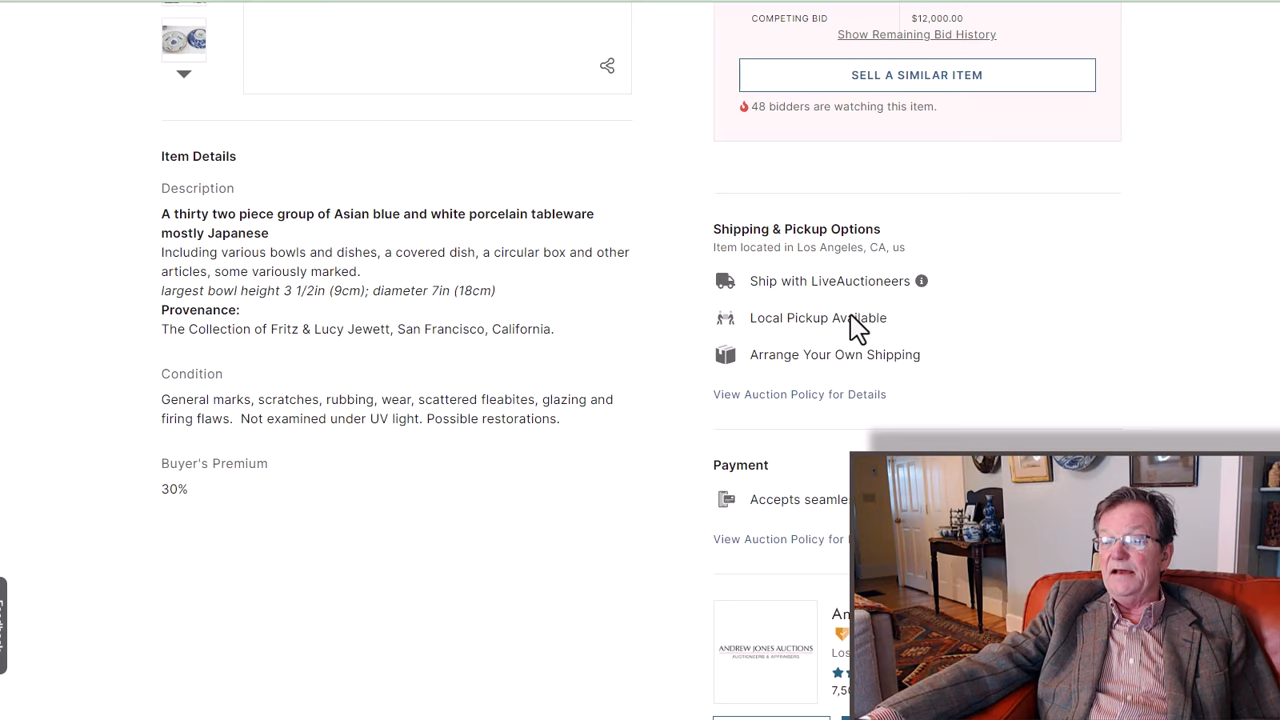 COMPETING BID $12,000.00
Show Remaining Bid History
SELL A SIMILAR ITEM
48 bidders are watching this item.
Item Details
Description
A thirty two piece group of Asian blue and white porcelain tableware
mostly Japanese
Including various bowls and dishes, a covered dish, a circular box and other
articles, some variously marked.
largest bowl height 3 1/2in (9cm); diameter 7in (18cm)
Provenance:
The Collection of Fritz & Lucy Jewett, San Francisco, California.
Condition
General marks, scratches, rubbing, wear, scattered fleabites, glazing and
firing flaws. Not examined under UV light. Possible restorations.
Buyer's Premium
30%
Shipping & Pickup Options
Item located in Los Angeles, CA, us
Ship with LiveAuctioneers
Local Pickup Available
Arrange Your Own Shipping
View Auction Policy for Details
Payment
Accepts seamle
View Auction Policy for
ANDREW JONES AUCTIONS
AUCTIONEERS & APPRAISERS
An
Los
7,50